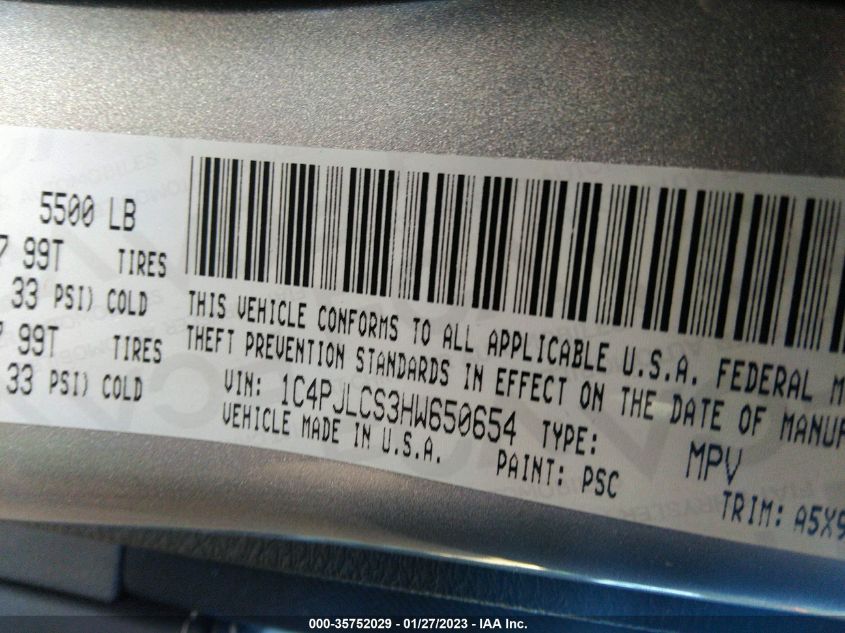 5500 LB
99T TIRES
33 PSI) COLD
99T TIRES
33 PSI) COLD
THIS VEHICLE CONFORMS TO ALL APPLICABLE U.S.A. FEDERAL M
THEFT PREVENTION STANDARDS IN EFFECT ON THE DATE OF MANUF
VIN: 1C4PJLCS3HW650654 TYPE: MPV
VEHICLE MADE IN U.S.A. PAINT: PSC TRIM: A5X9
000-35752029 - 01/27/2023 - IAA Inc.